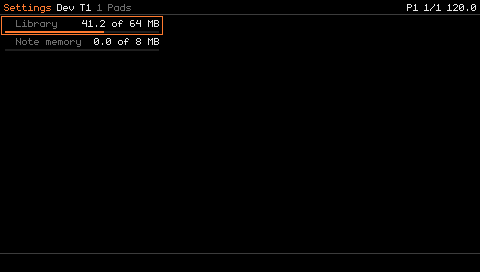 Settings Dev T1 1 Pads P1 1/1 120.0
Library 41.2 of 64 MB
Note memory 0.0 of 8 MB